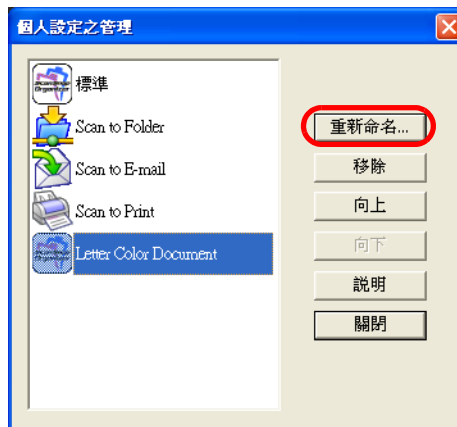 個人設定之管理
標準
Scan to Folder
Scan to E-mail
Scan to Print
Letter Color Document
重新命名...
移除
向上
向下
說明
關閉